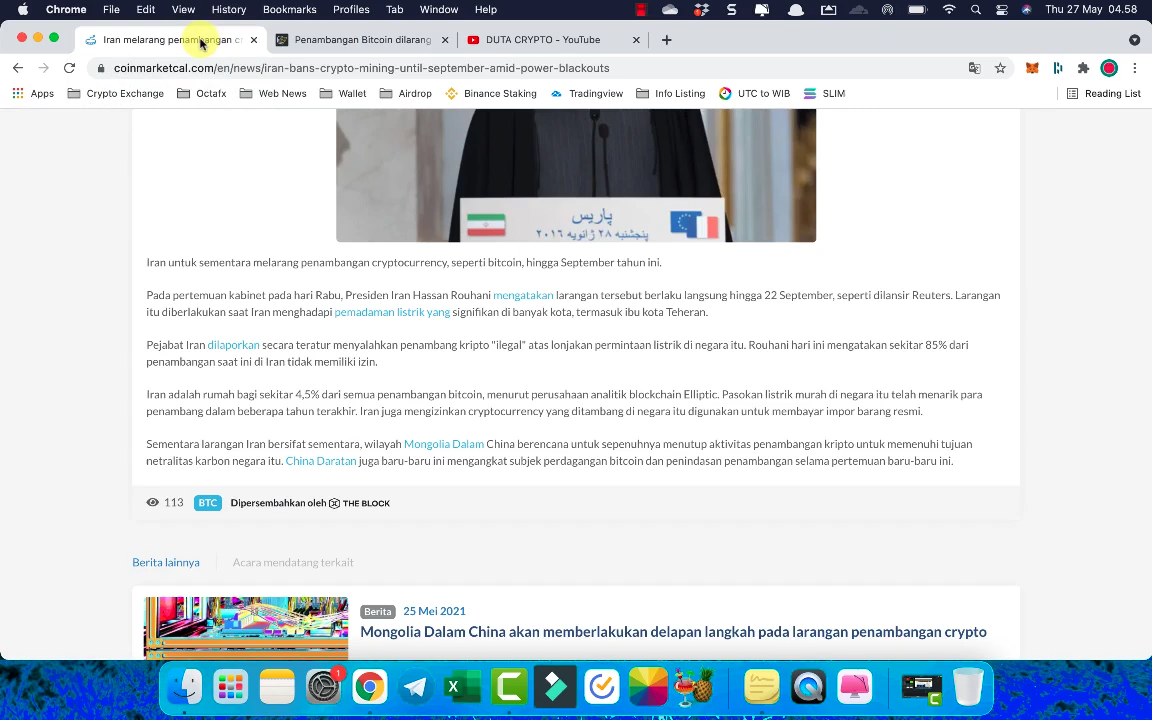 Chrome File Edit View History Bookmarks Profiles Tab Window Help Thu 27 May 04.58
Iran melarang penambangan cr Penambangan Bitcoin dilarang DUTA CRYPTO - YouTube
coinmarketcal.com/en/news/iran-bans-crypto-mining-until-september-amid-power-blackouts
Apps Crypto Exchange Octafx Web News Wallet Airdrop Binance Staking Tradingview Info Listing UTC to WIB SLIM Reading List
پاریس
پنجشنبه ۲۸ ژانویه ۲۰۱۶
Iran untuk sementara melarang penambangan cryptocurrency, seperti bitcoin, hingga September tahun ini.
Pada pertemuan kabinet pada hari Rabu, Presiden Iran Hassan Rouhani mengatakan larangan tersebut berlaku langsung hingga 22 September, seperti dilansir Reuters. Larangan
itu diberlakukan saat Iran menghadapi pemadaman listrik yang signifikan di banyak kota, termasuk ibu kota Teheran.
Pejabat Iran dilaporkan secara teratur menyalahkan penambang kripto "ilegal" atas lonjakan permintaan listrik di negara itu. Rouhani hari ini mengatakan sekitar 85% dari
penambangan saat ini di Iran tidak memiliki izin.
Iran adalah rumah bagi sekitar 4,5% dari semua penambangan bitcoin, menurut perusahaan analitik blockchain Elliptic. Pasokan listrik murah di negara itu telah menarik para
penambang dalam beberapa tahun terakhir. Iran juga mengizinkan cryptocurrency yang ditambang di negara itu digunakan untuk membayar impor barang resmi.
Sementara larangan Iran bersifat sementara, wilayah Mongolia Dalam China berencana untuk sepenuhnya menutup aktivitas penambangan kripto untuk memenuhi tujuan
netralitas karbon negara itu. China Daratan juga baru-baru ini mengangkat subjek perdagangan bitcoin dan penindasan penambangan selama pertemuan baru-baru ini.
113 BTC Dipersembahkan oleh THE BLOCK
Berita lainnya Acara mendatang terkait
Berita 25 Mei 2021
Mongolia Dalam China akan memberlakukan delapan langkah pada larangan penambangan crypto
1